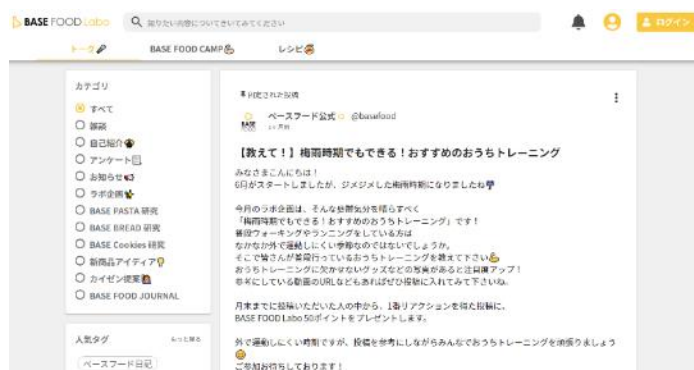 BASE FOOD Labo
知りたい内容についてきいてみてください
ログイン
トーク
BASE FOOD CAMP
レシピ
カテゴリ
すべて
雑談
自己紹介
アンケート
お知らせ
ラボ企画
BASE PASTA 研究
BASE BREAD 研究
BASE Cookies 研究
新商品アイディア
カイゼン提案
BASE FOOD JOURNAL
人気タグ
もっと見る
ベースフード日記
固定された投稿
ベースフード公式 @basefood
【教えて！】梅雨時期でもできる！おすすめのおうちトレーニング
みなさまこんにちは！
6月がスタートしましたが、ジメジメした梅雨時期になりましたね
今月のラボ企画は、そんな憂鬱気分を晴らすべく
「梅雨時期でもできる！おすすめのおうちトレーニング」です！
普段ウォーキングやランニングをしている方は
なかなか外で運動しにくい季節なのではないでしょうか。
そこで皆さんが普段行っているおうちトレーニングを教えて下さい
おうちトレーニングに欠かせないグッズなどの写真があると注目度アップ！
参考にしている動画のURLなどもあればぜひ投稿に入れてみて下さいね。
月末までに投稿いただいた人の中から、1番リアクションを得た投稿に、
BASE FOOD Labo 50ポイントをプレゼントします。
外で運動しにくい時期ですが、投稿を参考にしながらみんなでおうちトレーニングを頑張りましょう
ご参加お待ちしております！